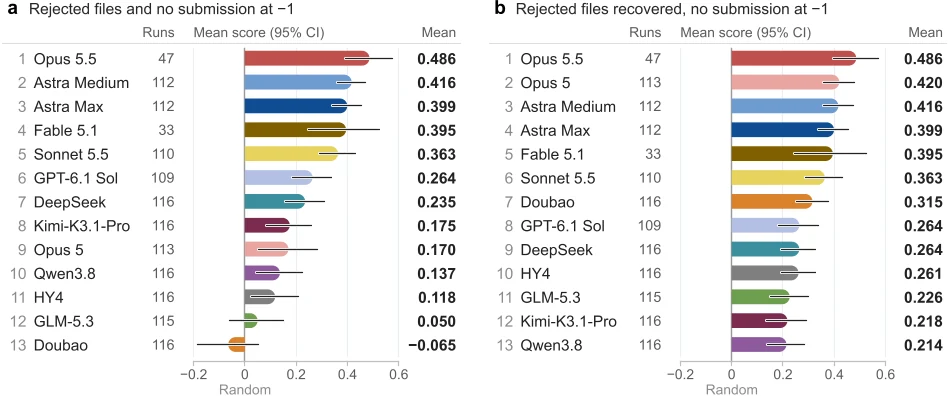 a Rejected files and no submission at −1
Runs Mean score (95% CI) Mean
1 Opus 5.5 47 0.486
2 Astra Medium 112 0.416
3 Astra Max 112 0.399
4 Fable 5.1 33 0.395
5 Sonnet 5.5 110 0.363
6 GPT-6.1 Sol 109 0.264
7 DeepSeek 116 0.235
8 Kimi-K3.1-Pro 116 0.175
9 Opus 5 113 0.170
10 Qwen3.8 116 0.137
11 HY4 116 0.118
12 GLM-5.3 115 0.050
13 Doubao 116 −0.065
−0.2 0 0.2 0.4 0.6
Random
b Rejected files recovered, no submission at −1
Runs Mean score (95% CI) Mean
1 Opus 5.5 47 0.486
2 Opus 5 113 0.420
3 Astra Medium 112 0.416
4 Astra Max 112 0.399
5 Fable 5.1 33 0.395
6 Sonnet 5.5 110 0.363
7 Doubao 116 0.315
8 GPT-6.1 Sol 109 0.264
9 DeepSeek 116 0.264
10 HY4 116 0.261
11 GLM-5.3 115 0.226
12 Kimi-K3.1-Pro 116 0.218
13 Qwen3.8 116 0.214
−0.2 0 0.2 0.4 0.6
Random